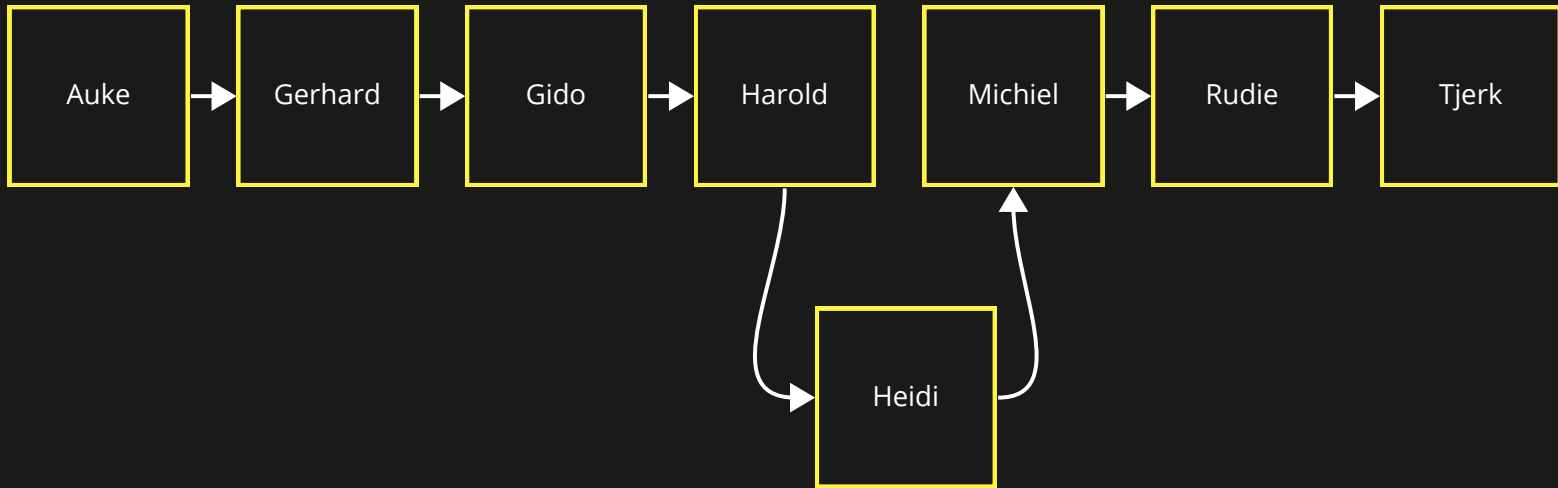 Auke
Gerhard
Gido
Harold
Michiel
Rudie
Tjerk
Heidi